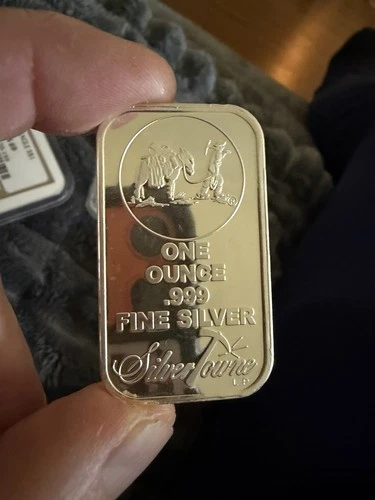 ONE
OUNCE
.999
FINE SILVER
SilverTowne
L.P.